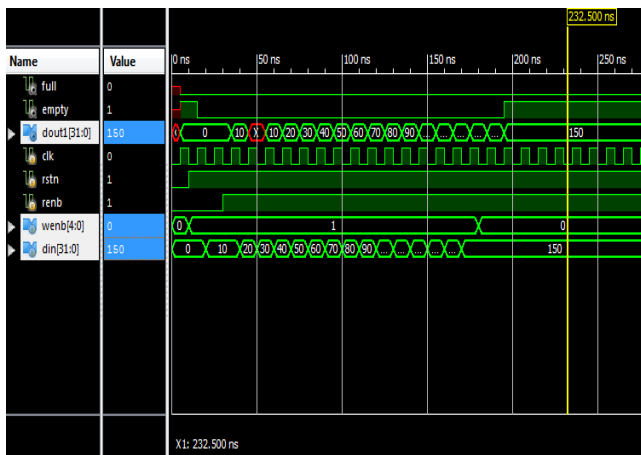 232.500 ns
Name Value 0 ns 50 ns 100 ns 150 ns 200 ns 250 ns
full 0
empty 1
dout1[31:0] 150 0 10 X 10 20 30 40 50 60 70 80 90 ... ... ... ... ... 150
clk 0
rstn 1
renb 1
wenb[4:0] 0 0 1 0
din[31:0] 150 0 10 20 30 40 50 60 70 80 90 ... ... ... ... ... 150
X1: 232.500 ns